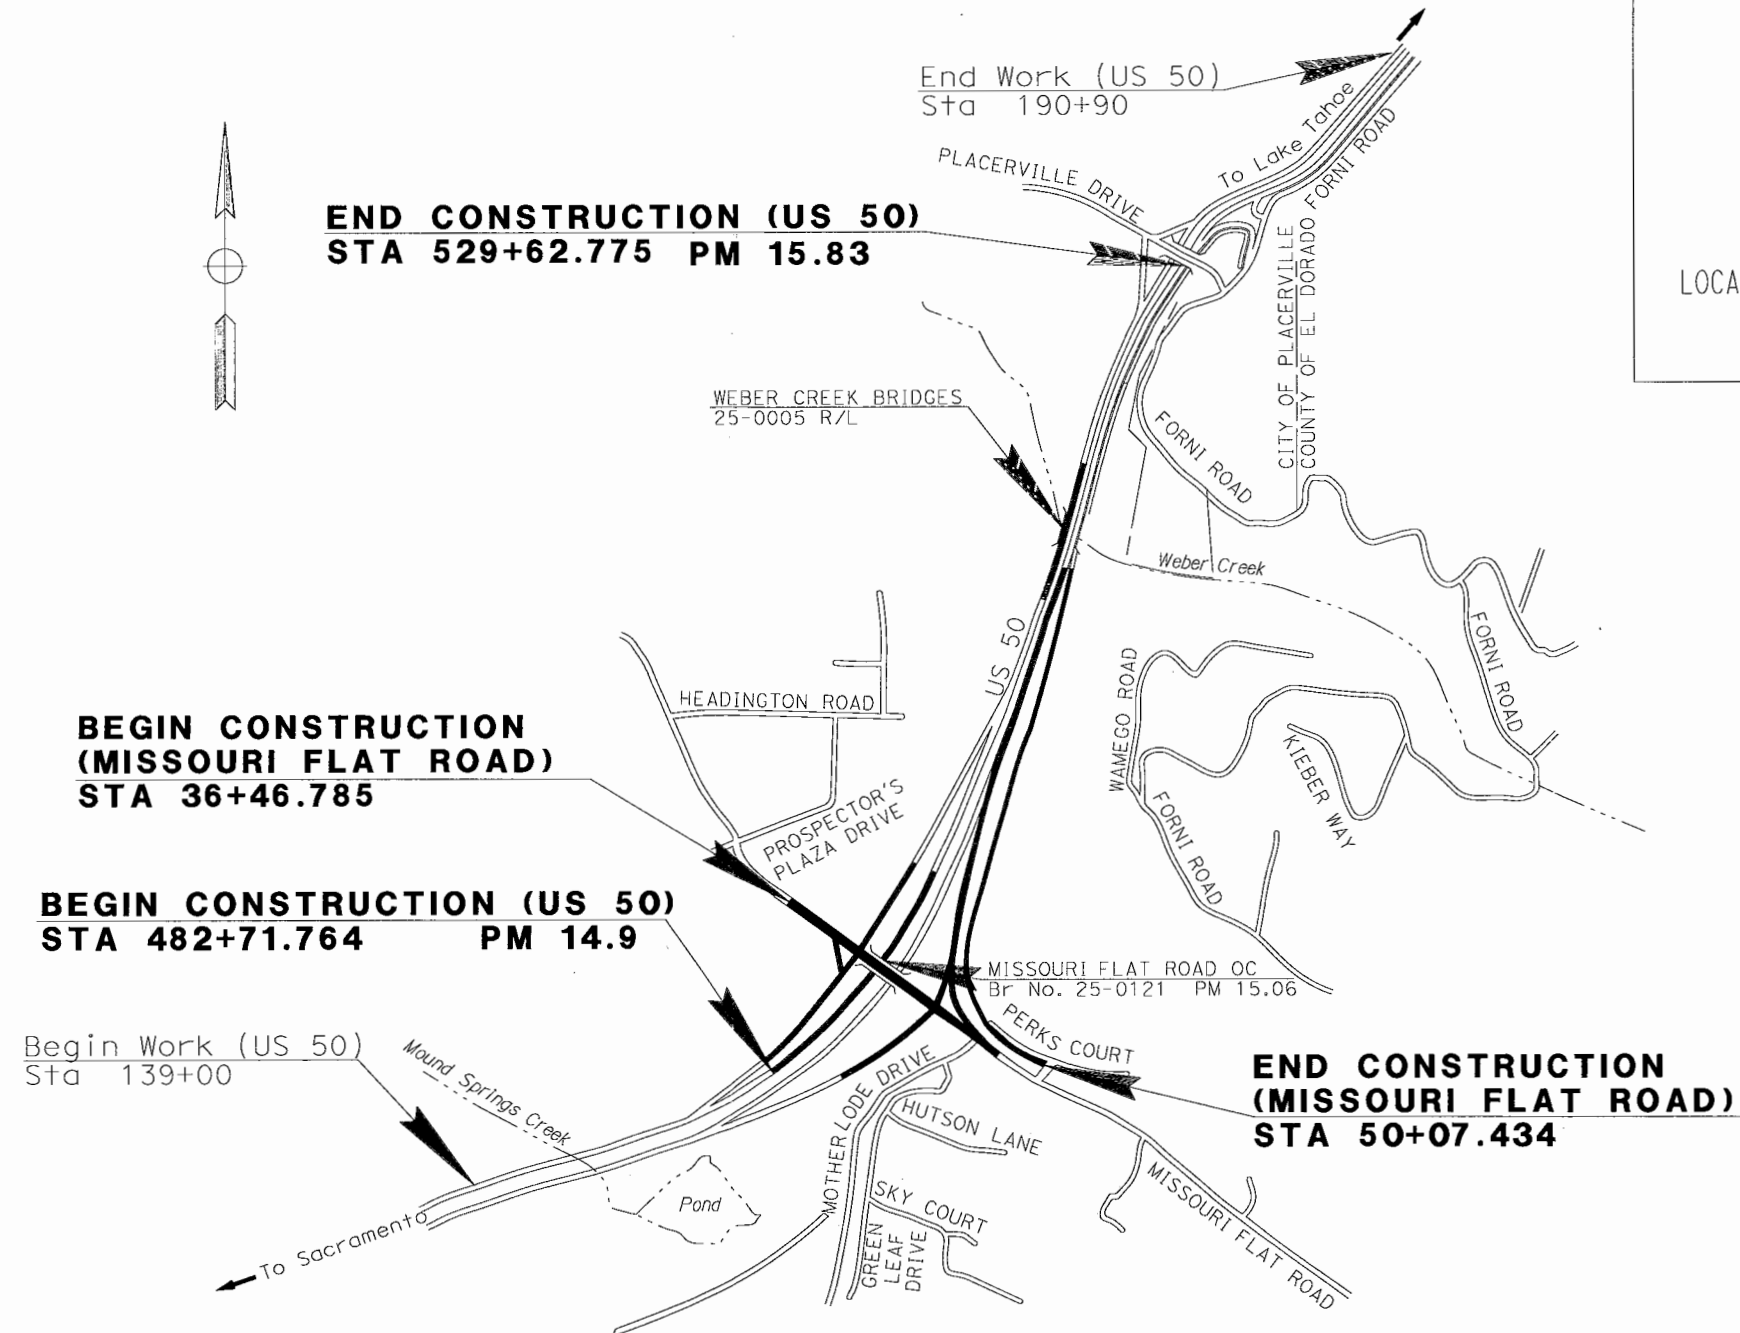 End Work (US 50)
Sta 190+90
To Lake Tahoe
FORNI ROAD
PLACERVILLE DRIVE
END CONSTRUCTION (US 50)
STA 529+62.775 PM 15.83
CITY OF PLACERVILLE
COUNTY OF EL DORADO
LOCA
WEBER CREEK BRIDGES
25-0005 R/L
FORNI ROAD
Weber Creek
US 50
FORNI ROAD
HEADINGTON ROAD
WAMEGO ROAD
KIEBER WAY
BEGIN CONSTRUCTION
(MISSOURI FLAT ROAD)
STA 36+46.785
PROSPECTOR'S
PLAZA DRIVE
FORNI ROAD
BEGIN CONSTRUCTION (US 50)
STA 482+71.764 PM 14.9
MISSOURI FLAT ROAD OC
Br No. 25-0121 PM 15.06
PERKS COURT
Begin Work (US 50)
Sta 139+00
Mound Springs Creek
MOTHER LODE DRIVE
HUTSON LANE
END CONSTRUCTION
(MISSOURI FLAT ROAD)
STA 50+07.434
Pond
SKY COURT
GREEN
LEAF
DRIVE
MISSOURI FLAT ROAD
To Sacramento